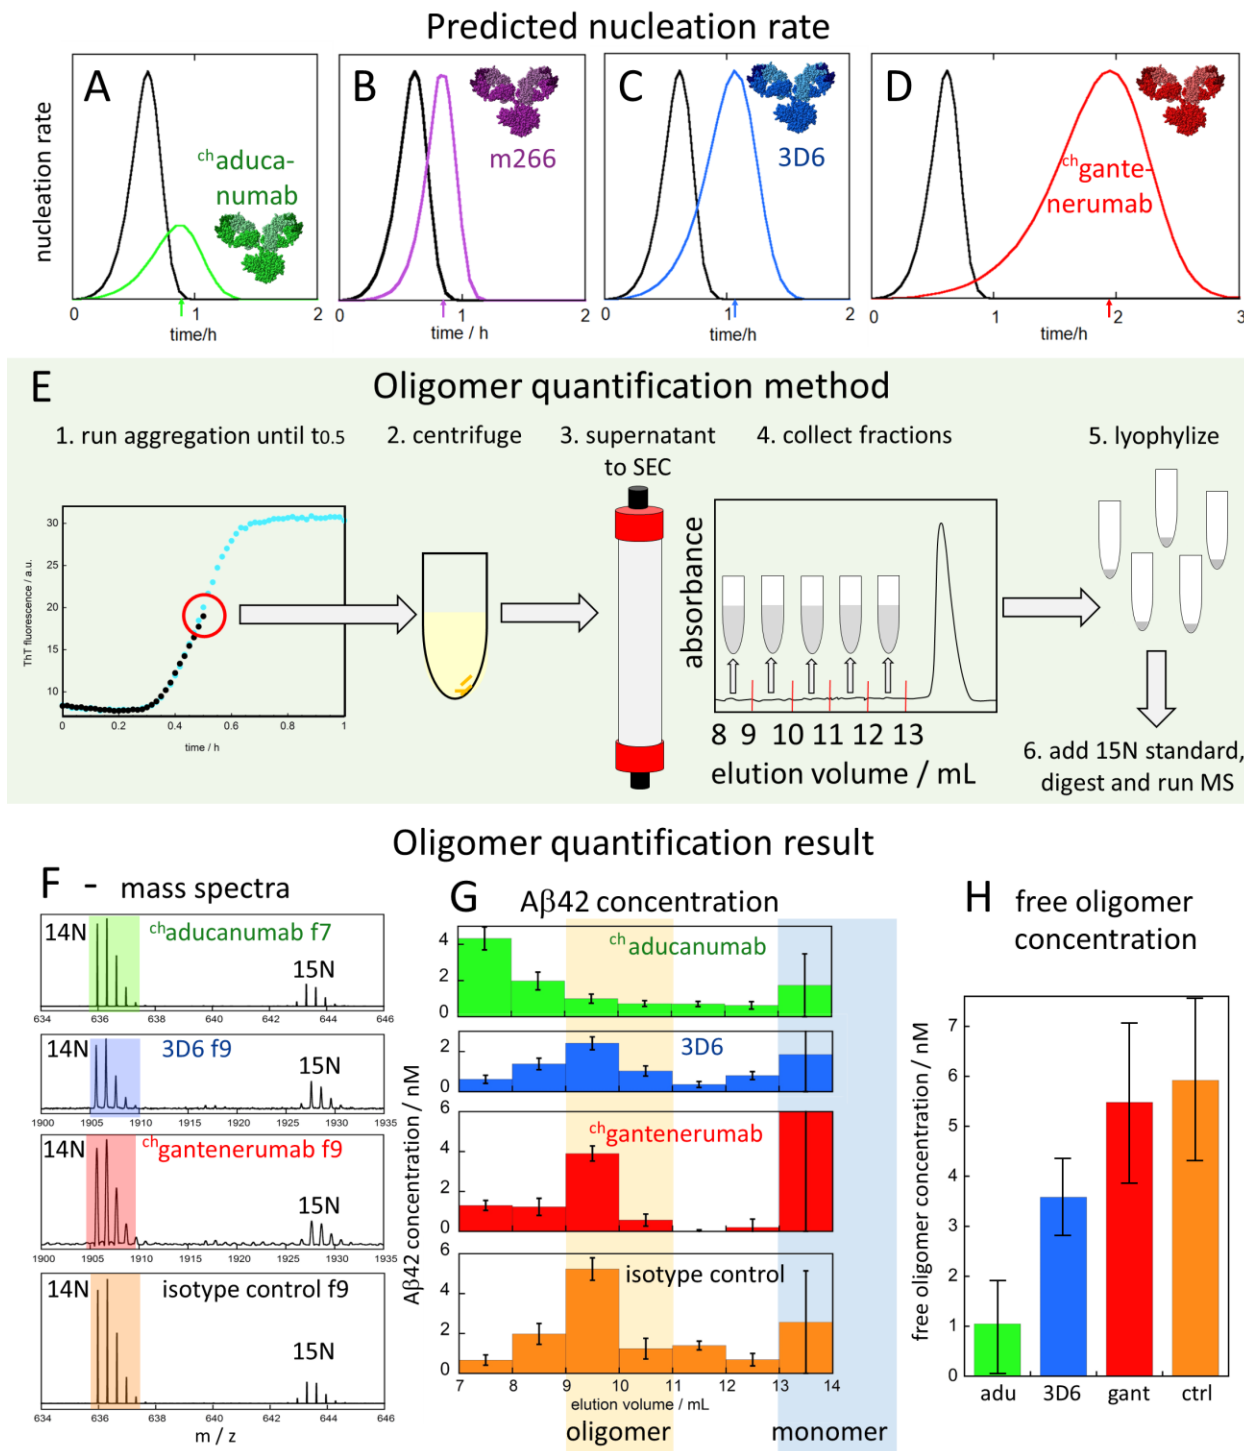 Predicted nucleation rate
nucleation rate
A
chaduca-
numab
0 1 2
time/h
B
m266
0 1 2
time / h
C
3D6
0 1 2
time/h
D
chgante-
nerumab
0 1 2 3
time/h
E
Oligomer quantification method
1. run aggregation until t0.5
2. centrifuge
3. supernatant
to SEC
4. collect fractions
5. lyophylize
ThT fluorescence / a.u.
30
25
20
15
10
0 0.2 0.4 0.6 0.8 1
time / h
absorbance
8 9 10 11 12 13
elution volume / mL
6. add 15N standard,
digest and run MS
Oligomer quantification result
F - mass spectra
14N
chaducanumab f7
15N
634 636 638 640 642 644 646
14N
3D6 f9
15N
1900 1905 1910 1915 1920 1925 1930 1935
14N
chgantenerumab f9
15N
1900 1905 1910 1915 1920 1925 1930 1935
14N
isotype control f9
15N
634 636 638 640 642 644 646
m / z
G
Aβ42 concentration
Aβ42 concentration / nM
chaducanumab
4
2
0
3D6
2
0
chgantenerumab
6
4
2
0
isotype control
6
4
2
0
7 8 9 10 11 12 13 14
elution volume / mL
oligomer
monomer
H free oligomer
concentration
free oligomer concentration / nM
7
6
5
4
3
2
1
0
adu 3D6 gant ctrl